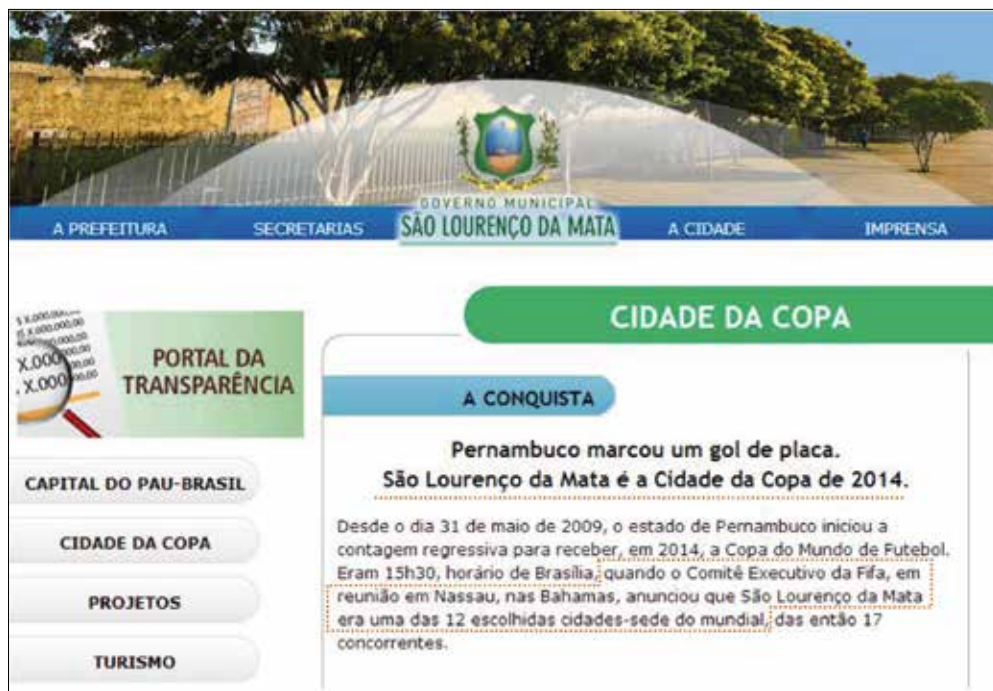 GOVERNO MUNICIPAL
SÃO LOURENÇO DA MATA
A PREFEITURA
SECRETARIAS
A CIDADE
IMPRENSA
CIDADE DA COPA
PORTAL DA
TRANSPARÊNCIA
CAPITAL DO PAU-BRASIL
CIDADE DA COPA
PROJETOS
TURISMO
A CONQUISTA
Pernambuco marcou um gol de placa.
São Lourenço da Mata é a Cidade da Copa de 2014.
Desde o dia 31 de maio de 2009, o estado de Pernambuco iniciou a
contagem regressiva para receber, em 2014, a Copa do Mundo de Futebol.
Eram 15h30, horário de Brasília, quando o Comitê Executivo da Fifa, em
reunião em Nassau, nas Bahamas, anunciou que São Lourenço da Mata
era uma das 12 escolhidas cidades-sede do mundial, das então 17
concorrentes.